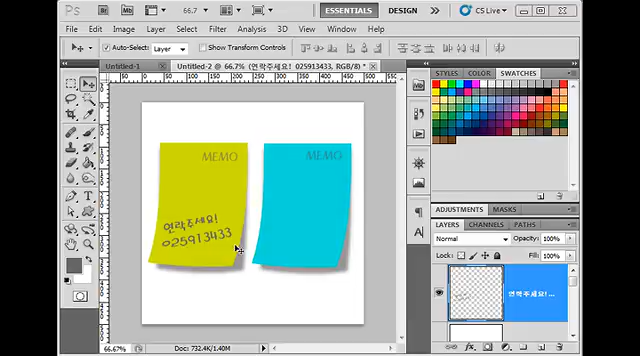 Ps Br Mb 66.7 ESSENTIALS DESIGN >> CS Live
File Edit Image Layer Select Filter Analysis 3D View Window Help
Auto-Select: Layer Show Transform Controls
Untitled-1 × Untitled-2 @ 66.7% (연락주세요! 025913433, RGB/8) * ×
STYLES COLOR SWATCHES
MEMO MEMO
연락주세요!
025913433
ADJUSTMENTS MASKS
LAYERS CHANNELS PATHS
Normal Opacity: 100%
Lock: Fill: 100%
연락주세요! ...
66.67% Doc: 732.4K/1.40M